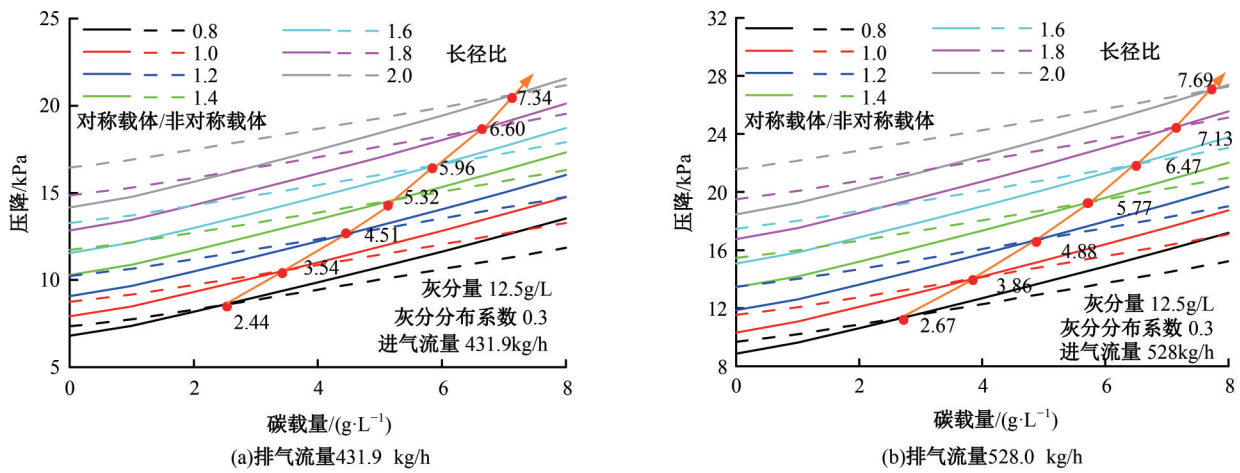 25
20
15
10
5
压降/kPa
0.8
1.0
1.2
1.4
1.6
1.8
2.0
长径比
对称载体/非对称载体
7.34
6.60
5.96
5.32
4.51
3.54
2.44
灰分量 12.5g/L
灰分分布系数 0.3
进气流量 431.9kg/h
0 2 4 6 8
碳载量/(g·L⁻¹)
(a)排气流量431.9 kg/h
32
28
24
20
16
12
8
压降/kPa
0.8
1.0
1.2
1.4
1.6
1.8
2.0
长径比
对称载体/非对称载体
7.69
7.13
6.47
5.77
4.88
3.86
2.67
灰分量 12.5g/L
灰分分布系数 0.3
进气流量 528kg/h
0 2 4 6 8
碳载量/(g·L⁻¹)
(b)排气流量528.0 kg/h